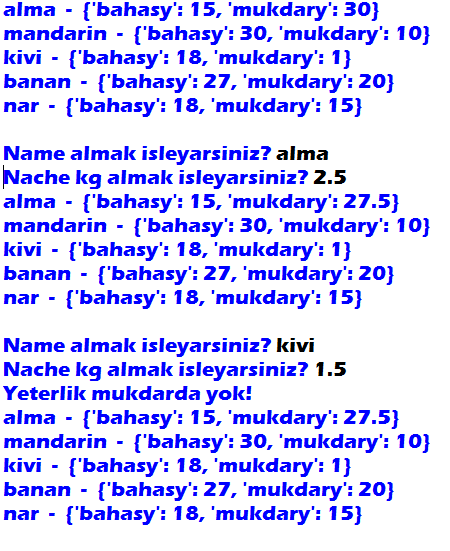 alma - {'bahasy': 15, 'mukdary': 30}
mandarin - {'bahasy': 30, 'mukdary': 10}
kivi - {'bahasy': 18, 'mukdary': 1}
banan - {'bahasy': 27, 'mukdary': 20}
nar - {'bahasy': 18, 'mukdary': 15}
Name almak isleyarsiniz? alma
Nache kg almak isleyarsiniz? 2.5
alma - {'bahasy': 15, 'mukdary': 27.5}
mandarin - {'bahasy': 30, 'mukdary': 10}
kivi - {'bahasy': 18, 'mukdary': 1}
banan - {'bahasy': 27, 'mukdary': 20}
nar - {'bahasy': 18, 'mukdary': 15}
Name almak isleyarsiniz? kivi
Nache kg almak isleyarsiniz? 1.5
Yeterlik mukdarda yok!
alma - {'bahasy': 15, 'mukdary': 27.5}
mandarin - {'bahasy': 30, 'mukdary': 10}
kivi - {'bahasy': 18, 'mukdary': 1}
banan - {'bahasy': 27, 'mukdary': 20}
nar - {'bahasy': 18, 'mukdary': 15}